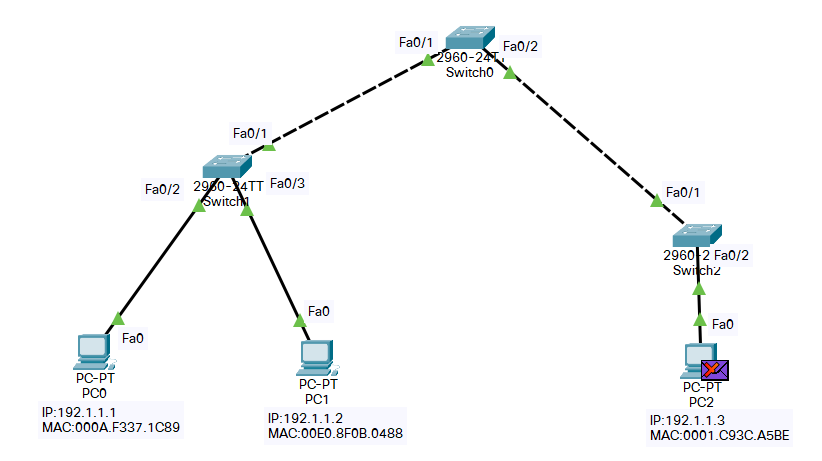 Fa0/1
Fa0/2
2960-24T
Switch0
Fa0/1
2960-24TT
Fa0/2
Fa0/3
Switch1
Fa0/1
2960-2
Fa0/2
Switch2
Fa0
Fa0
Fa0
PC-PT
PC0
PC-PT
PC1
PC-PT
PC2
IP:192.1.1.1
MAC:000A.F337.1C89
IP:192.1.1.2
MAC:00E0.8F0B.0488
IP:192.1.1.3
MAC:0001.C93C.A5BE